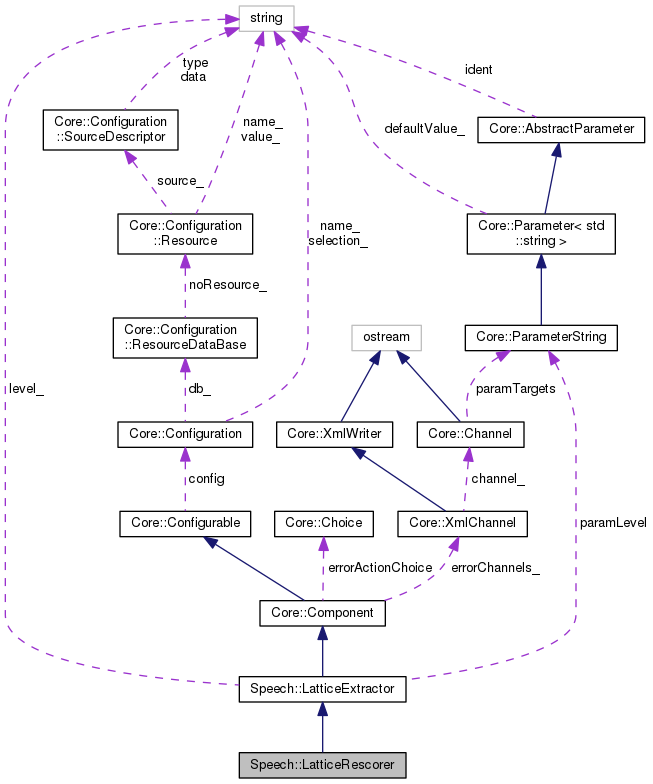 string
type
data
ident
Core::Configuration
::SourceDescriptor
name_
value_
defaultValue_
Core::AbstractParameter
source_
Core::Configuration
::Resource
name_
selection_
Core::Parameter< std
::string >
noResource_
Core::Configuration
::ResourceDataBase
ostream
Core::ParameterString
level_
db_
paramTargets
Core::Configuration
Core::XmlWriter
Core::Channel
config
channel_
Core::Configurable
Core::Choice
Core::XmlChannel
paramLevel
errorActionChoice
errorChannels_
Core::Component
Speech::LatticeExtractor
Speech::LatticeRescorer